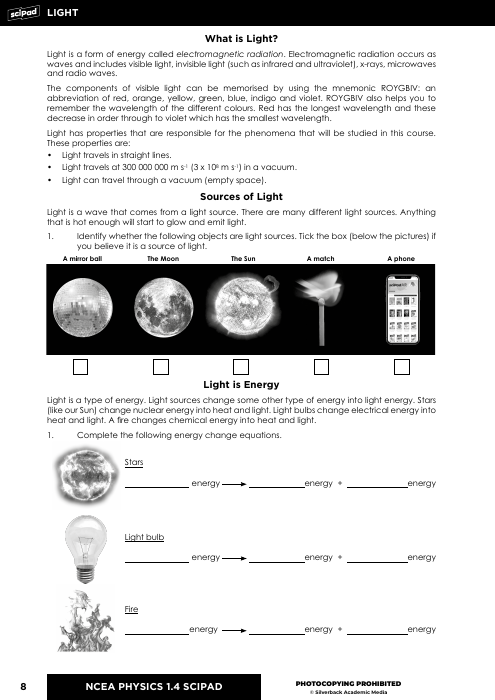 scipad LIGHT
What is Light?
Light is a form of energy called electromagnetic radiation. Electromagnetic radiation occurs as
waves and includes visible light, invisible light (such as infrared and ultraviolet), x-rays, microwaves
and radio waves.
The components of visible light can be memorised by using the mnemonic ROYGBIV: an
abbreviation of red, orange, yellow, green, blue, indigo and violet. ROYGBIV also helps you to
remember the wavelength of the different colours. Red has the longest wavelength and these
decrease in order through to violet which has the smallest wavelength.
Light has properties that are responsible for the phenomena that will be studied in this course.
These properties are:
• Light travels in straight lines.
• Light travels at 300 000 000 m s⁻¹ (3 x 10⁸ m s⁻¹) in a vacuum.
• Light can travel through a vacuum (empty space).
Sources of Light
Light is a wave that comes from a light source. There are many different light sources. Anything
that is hot enough will start to glow and emit light.
1. Identify whether the following objects are light sources. Tick the box (below the pictures) if
you believe it is a source of light.
A mirror ball The Moon The Sun A match A phone
scipad
Light is Energy
Light is a type of energy. Light sources change some other type of energy into light energy. Stars
(like our Sun) change nuclear energy into heat and light. Light bulbs change electrical energy into
heat and light. A fire changes chemical energy into heat and light.
1. Complete the following energy change equations.
Stars
energy energy + energy
Light bulb
energy energy + energy
Fire
energy energy + energy
8 NCEA PHYSICS 1.4 SCIPAD PHOTOCOPYING PROHIBITED
© Silverback Academic Media